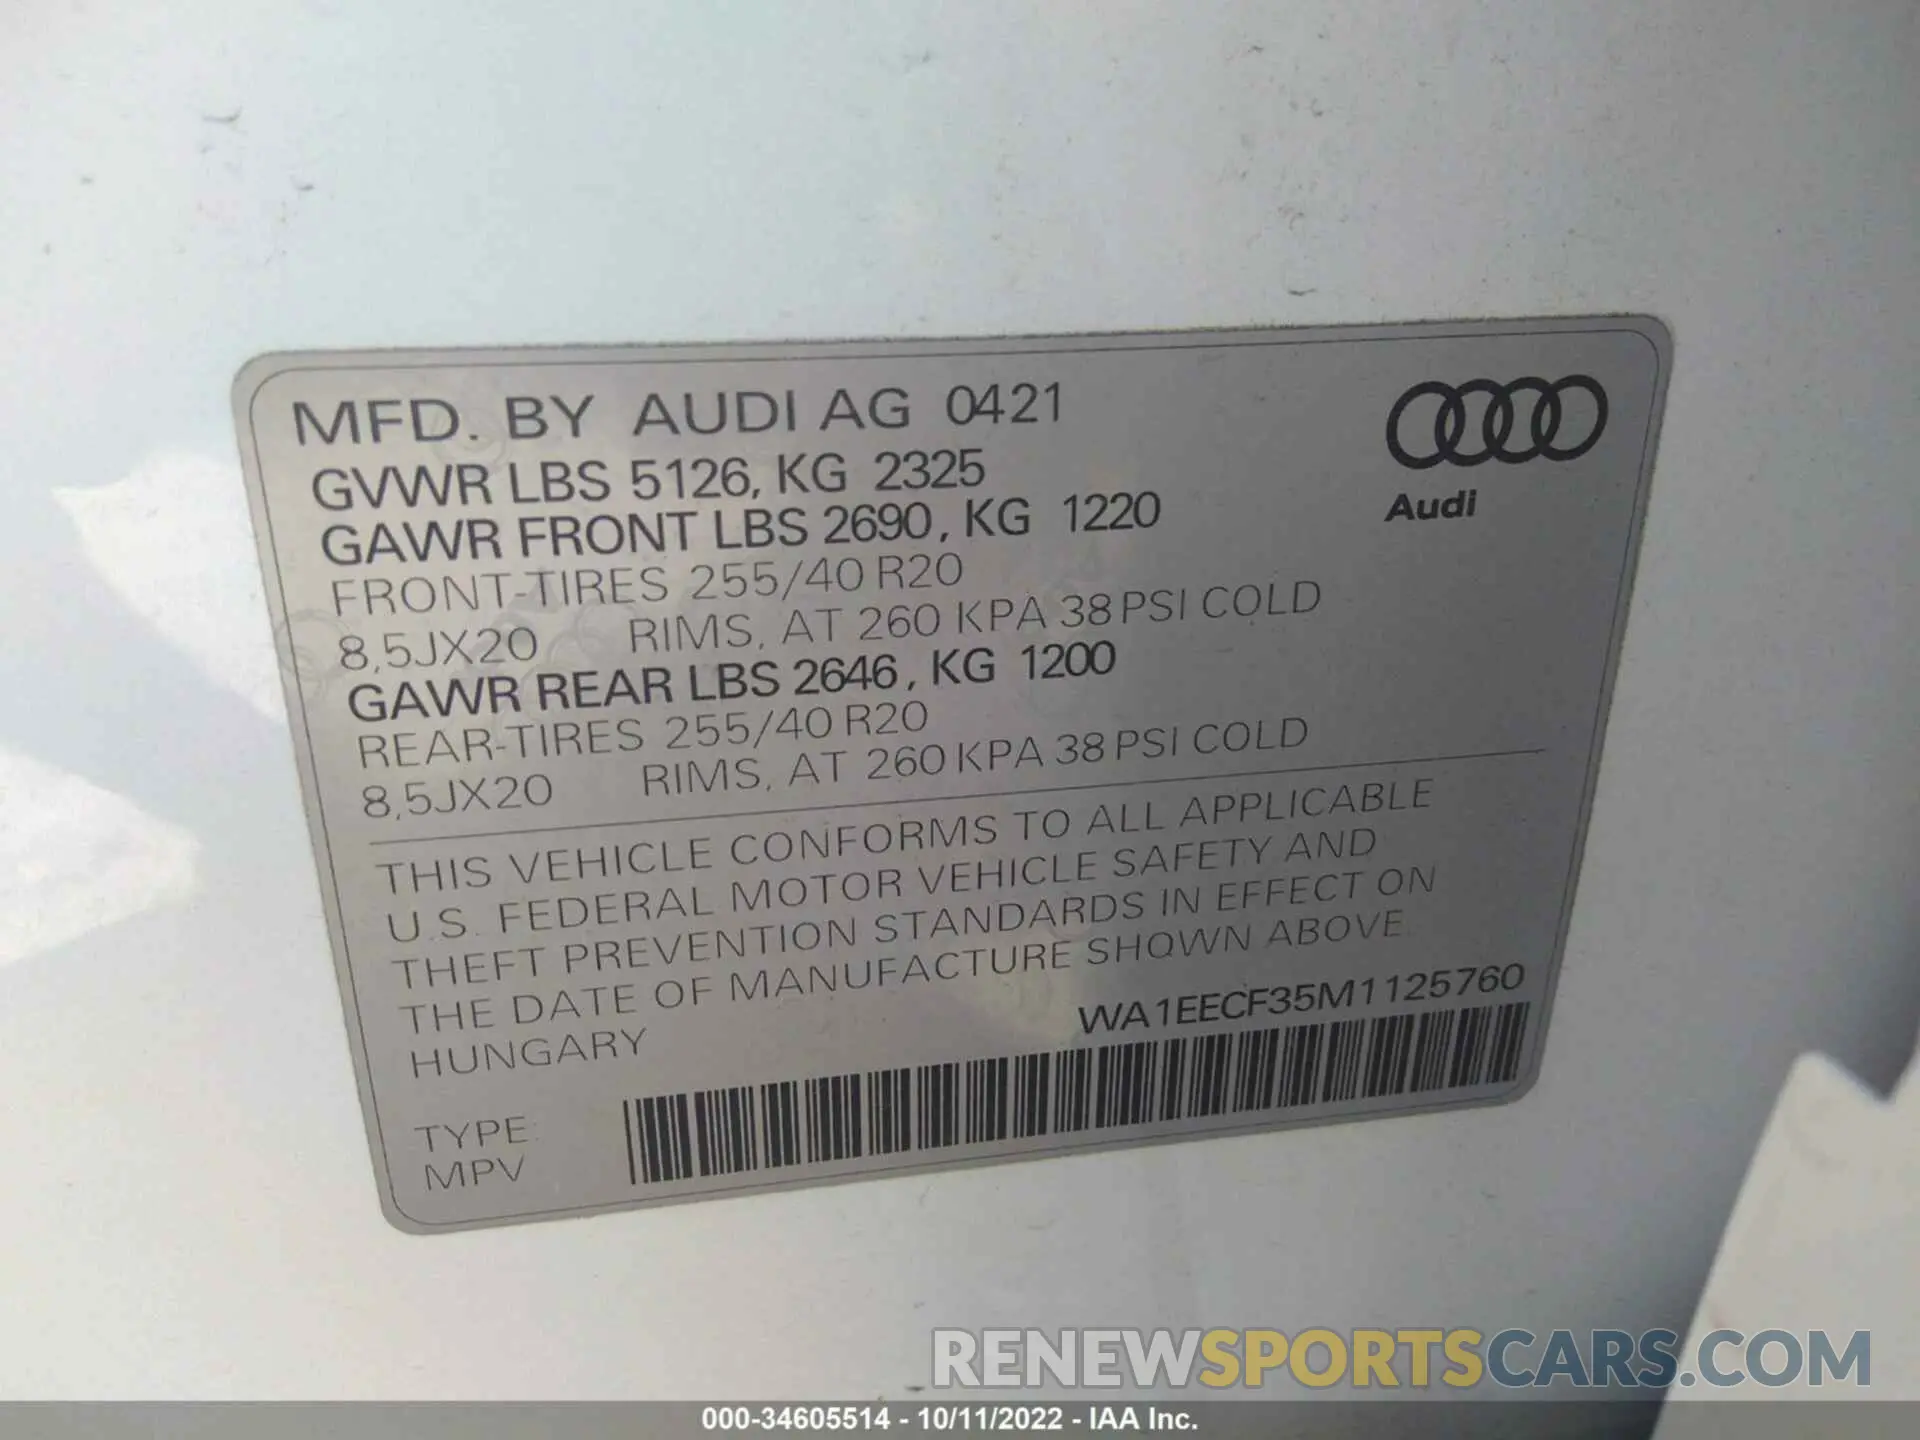 MFD. BY AUDI AG 0421
GVWR LBS 5126, KG 2325
GAWR FRONT LBS 2690, KG 1220
FRONT-TIRES 255/40 R20
8,5JX20 RIMS, AT 260 KPA 38 PSI COLD
GAWR REAR LBS 2646, KG 1200
REAR-TIRES 255/40 R20
8,5JX20 RIMS, AT 260 KPA 38 PSI COLD
Audi
THIS VEHICLE CONFORMS TO ALL APPLICABLE
U.S. FEDERAL MOTOR VEHICLE SAFETY AND
THEFT PREVENTION STANDARDS IN EFFECT ON
THE DATE OF MANUFACTURE SHOWN ABOVE.
HUNGARY
WA1EECF35M1125760
TYPE:
MPV
RENEWSPORTSCARS.COM
000-34605514 - 10/11/2022 - IAA Inc.